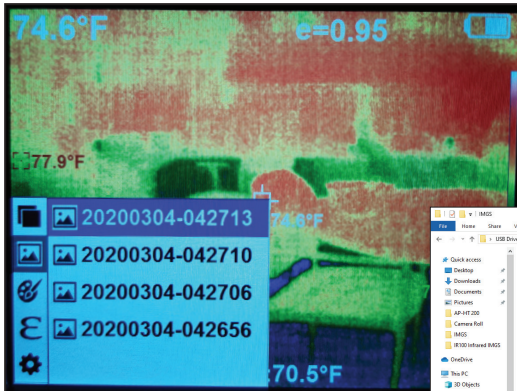 74.6°F
e=0.95
77.9°F
20200304-042713
20200304-042710
20200304-042706
20200304-042656
74.6°F
:70.5°F
ε
IMGS
File Home Share V
USB Drive
Quick access
Desktop
Downloads
Documents
Pictures
AP-HT 200
Camera Roll
IMGS
IR100 Infrared IMGS
OneDrive
This PC
3D Objects